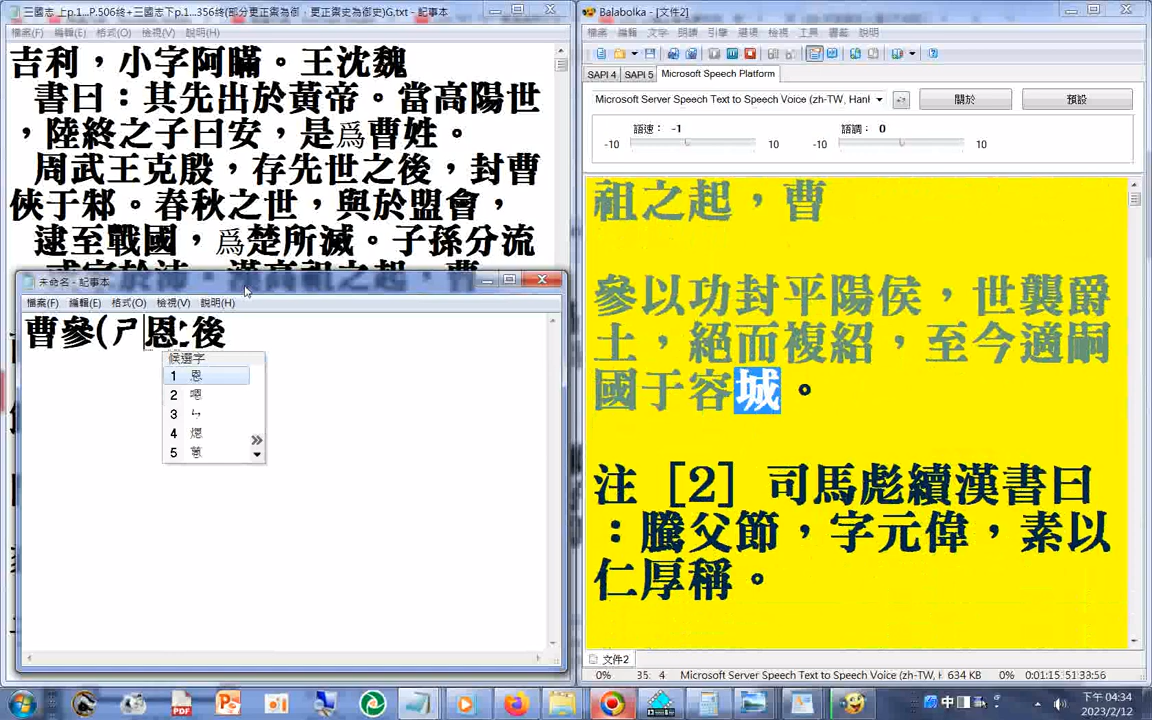 三國志 上p.1...P.506終+三國志下p.1...356終(部分更正禦為御，更正禦史為御史)G.txt - 記事本
檔案(F) 編輯(E) 格式(O) 檢視(V) 說明(H)
吉利，小字阿瞞。王沈魏
書曰：其先出於黃帝。當高陽世
，陸終之子曰安，是爲曹姓。
周武王克殷，存先世之後，封曹
俠于邾。春秋之世，與於盟會，
逮至戰國，爲楚所滅。子孫分流
未命名 - 記事本
檔案(F) 編輯(E) 格式(O) 檢視(V) 說明(H)
曹參(ㄕ恩:後
候選字
1 恩
2 嗯
3 ㄣ
4 煾
5 蒽
Balabolka - [文件2]
檔案 編輯 文字 朗讀 引擎 選項 檢視 工具 書籤 說明
SAPI 4 SAPI 5 Microsoft Speech Platform
Microsoft Server Speech Text to Speech Voice (zh-TW, Hanl
關於 預設
語速： -1 語調： 0
-10 10 -10 10
祖之起，曹
參以功封平陽侯，世襲爵
土，絕而複紹，至今適嗣
國于容城。
注［2］司馬彪續漢書曰
：騰父節，字元偉，素以
仁厚稱。
文件2
0% 35: 4 Microsoft Speech Platform Microsoft Server Speech Text to Speech Voice (zh-TW, H 634 KB 0% 0:01:15:51:33:56
中
下午 04:34
2023/2/12